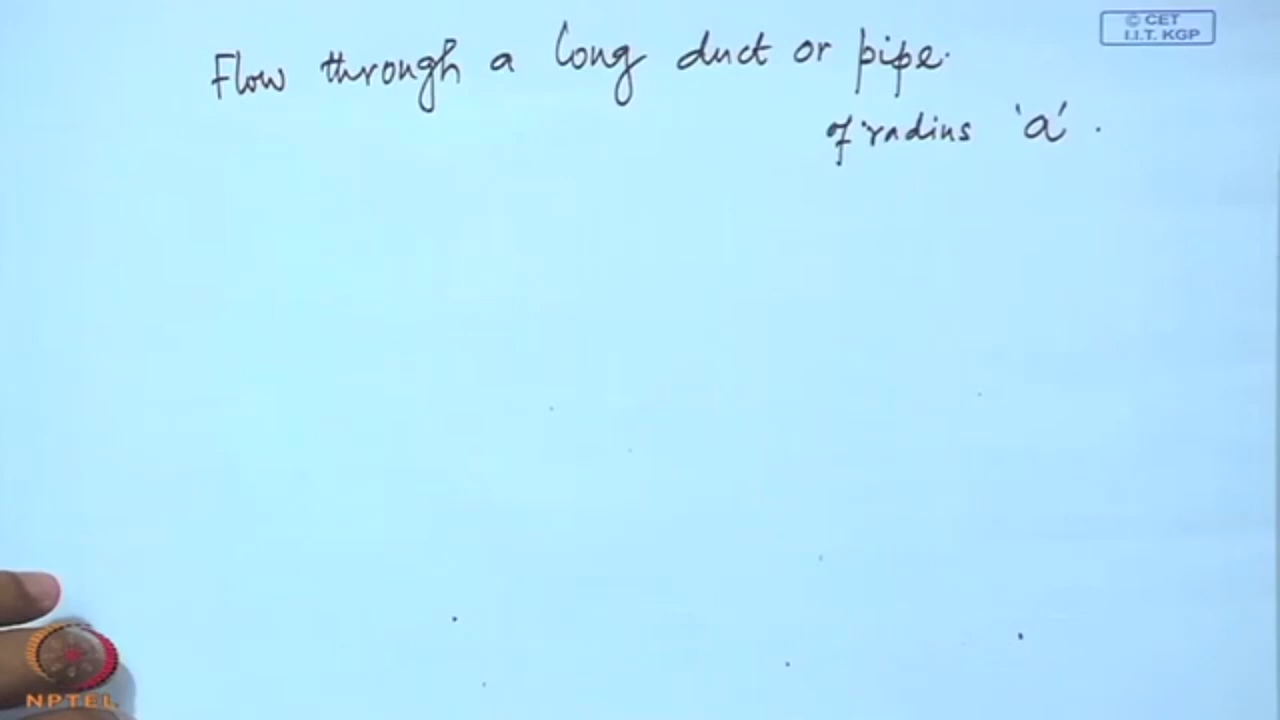 Flow through a long duct or pipe.
of radius 'a'.
© CET
I.I.T. KGP
NPTEL